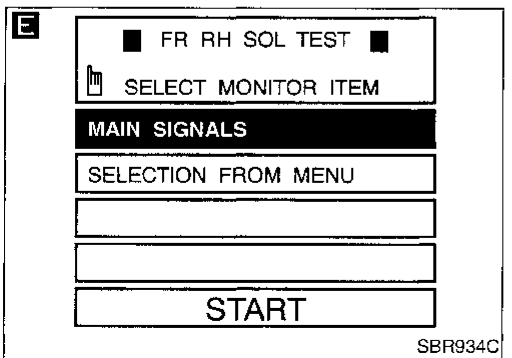 E
FR RH SOL TEST
SELECT MONITOR ITEM
MAIN SIGNALS
SELECTION FROM MENU
START
SBR934C